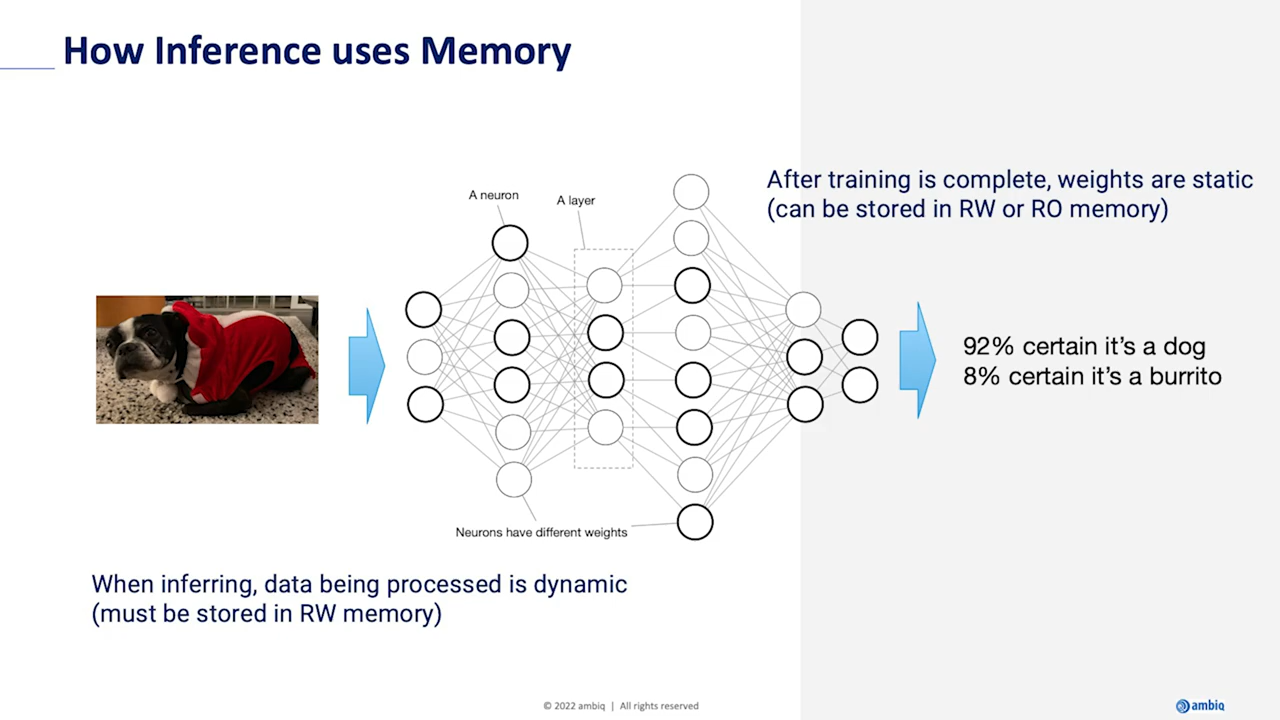 How Inference uses Memory
After training is complete, weights are static
(can be stored in RW or RO memory)
A neuron
A layer
92% certain it's a dog
8% certain it's a burrito
Neurons have different weights
When inferring, data being processed is dynamic
(must be stored in RW memory)
© 2022 ambiq | All rights reserved
ambiq